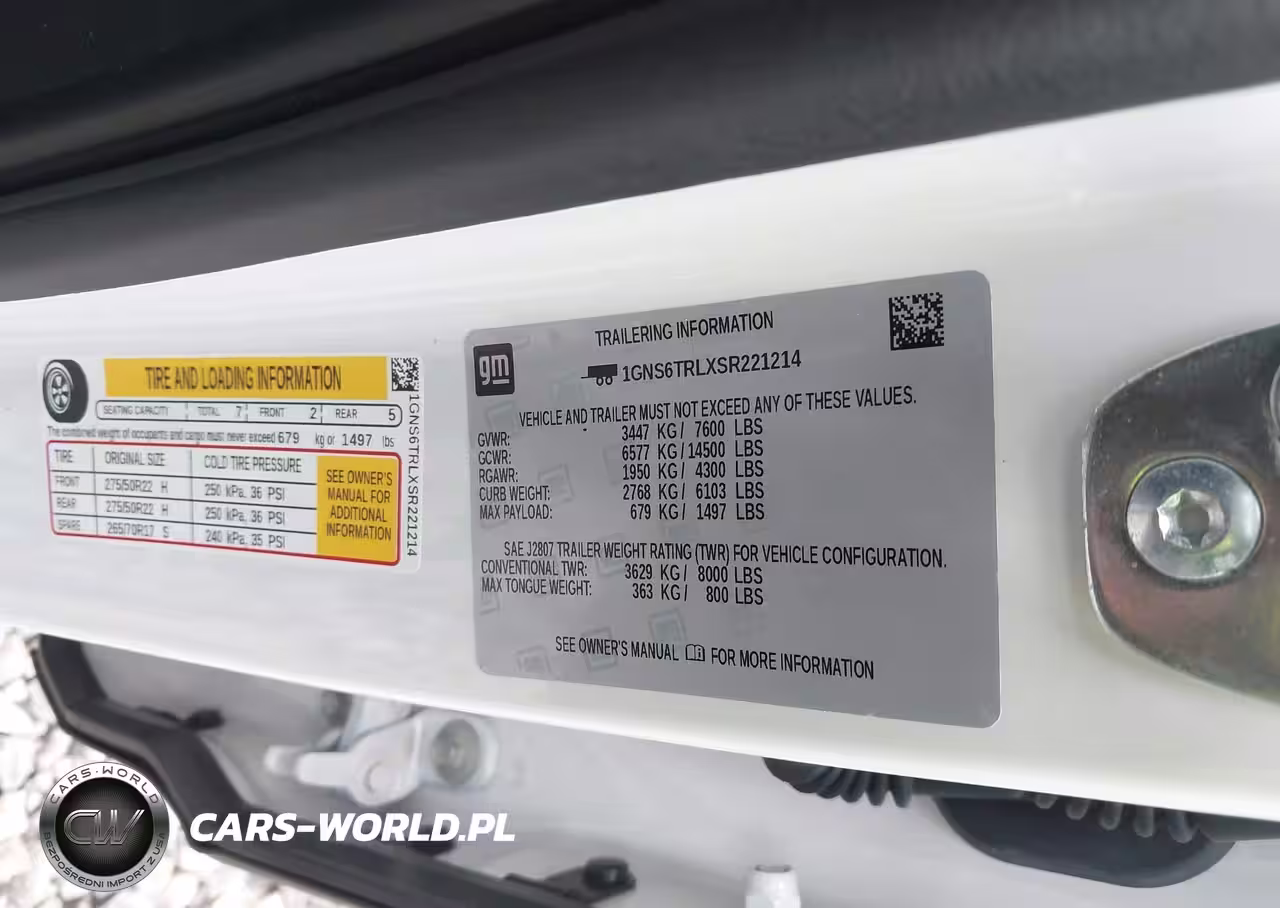 TIRE AND LOADING INFORMATION
SEATING CAPACITY TOTAL 7 FRONT 2 REAR 5
The combined weight of occupants and cargo must never exceed 679 kg or 1497 lbs
TIRE ORIGINAL SIZE COLD TIRE PRESSURE
FRONT 275/50R22 H 250 kPa, 36 PSI
REAR 275/50R22 H 250 kPa, 36 PSI
SPARE 265/70R17 S 240 kPa, 35 PSI
SEE OWNER'S
MANUAL FOR
ADDITIONAL
INFORMATION
1GNS6TRLXSR221214
gm
TRAILERING INFORMATION
1GNS6TRLXSR221214
VEHICLE AND TRAILER MUST NOT EXCEED ANY OF THESE VALUES.
GVWR: 3447 KG/ 7600 LBS
GCWR: 6577 KG/14500 LBS
RGAWR: 1950 KG/ 4300 LBS
CURB WEIGHT: 2768 KG/ 6103 LBS
MAX PAYLOAD: 679 KG/ 1497 LBS
SAE J2807 TRAILER WEIGHT RATING (TWR) FOR VEHICLE CONFIGURATION.
CONVENTIONAL TWR: 3629 KG/ 8000 LBS
MAX TONGUE WEIGHT: 363 KG/ 800 LBS
SEE OWNER'S MANUAL FOR MORE INFORMATION
CARS-WORLD
CW
BEZPOŚREDNI IMPORT Z USA
CARS-WORLD.PL